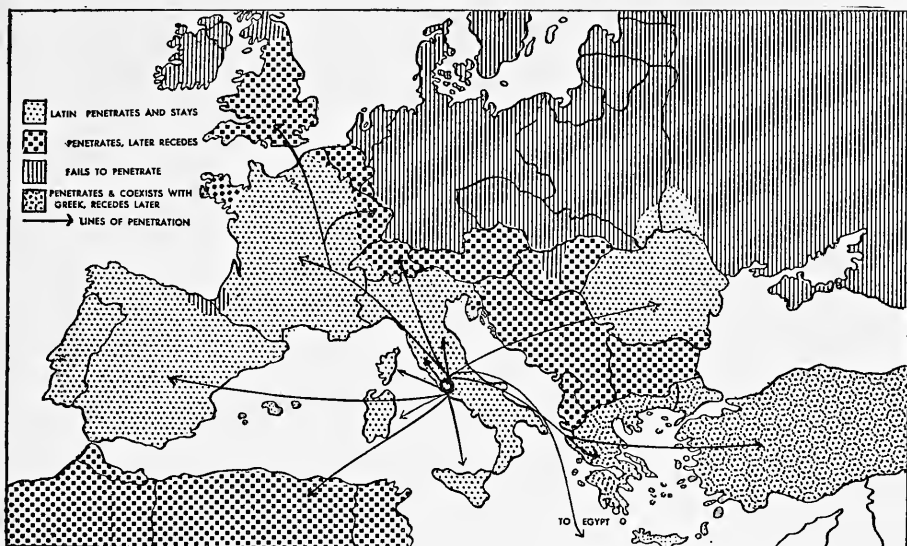 LATIN PENETRATES AND STAYS
PENETRATES, LATER RECEDES
FAILS TO PENETRATE
PENETRATES & COEXISTS WITH
GREEK, RECEDES LATER
LINES OF PENETRATION
TO EGYPT